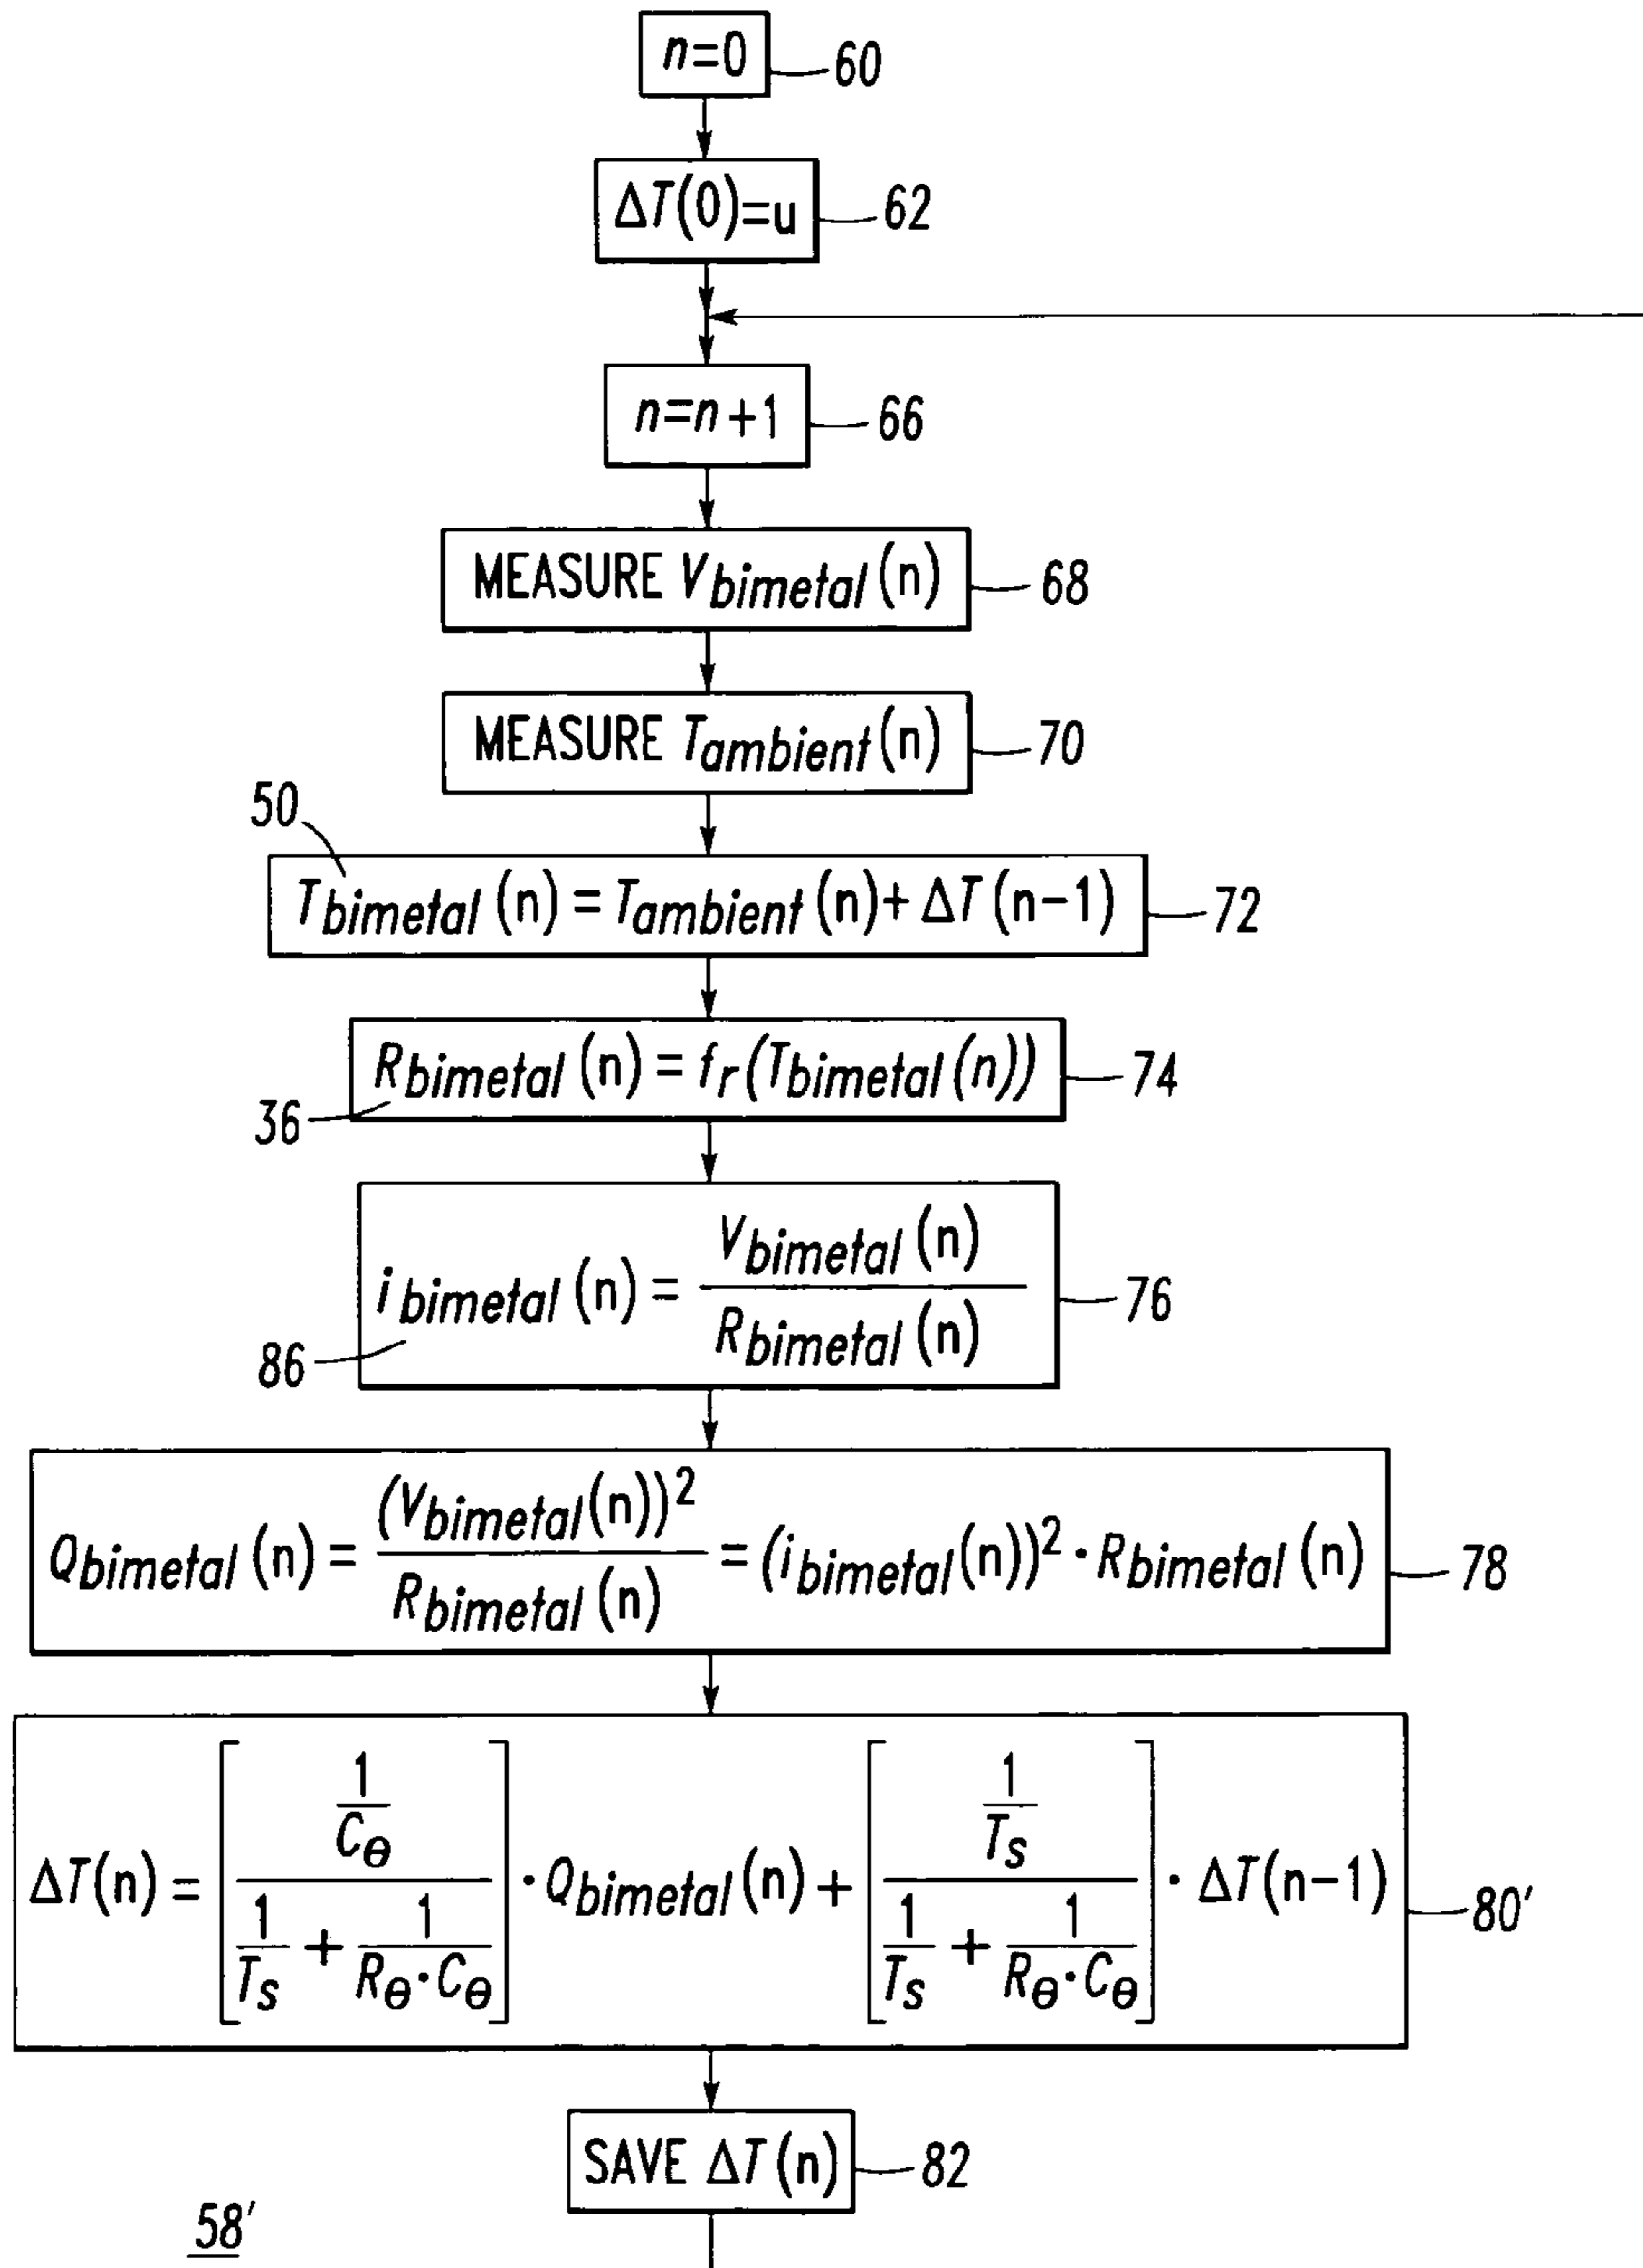 n=0 60
ΔT(0)=u 62
n=n+1 66
MEASURE Vbimetal(n) 68
MEASURE Tambient(n) 70
50
Tbimetal(n) = Tambient(n)+ ΔT(n-1) 72
Rbimetal(n) = fr(Tbimetal(n)) 74
36
ibimetal(n) = Vbimetal(n) / Rbimetal(n) 76
86
Qbimetal(n) = (Vbimetal(n))² / Rbimetal(n) = (ibimetal(n))² · Rbimetal(n) 78
ΔT(n) = [ (1/Cθ) / (1/Ts + 1/(Rθ·Cθ)) ] · Qbimetal(n) + [ (1/Ts) / (1/Ts + 1/(Rθ·Cθ)) ] · ΔT(n-1) 80'
SAVE ΔT(n) 82
58'